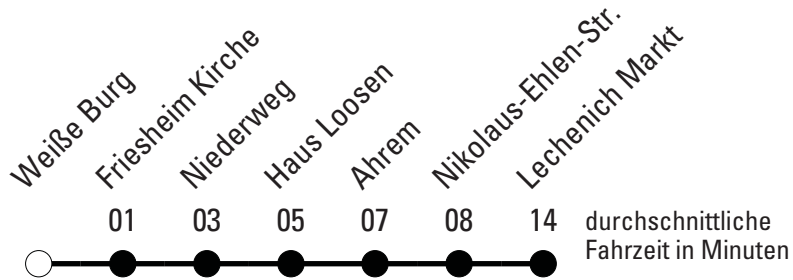 Weiße Burg
Friesheim Kirche
Niederweg
Haus Loosen
Ahrem
Nikolaus-Ehlen-Str.
Lechenich Markt
01 03 05 07 08 14
durchschnittliche
Fahrzeit in Minuten